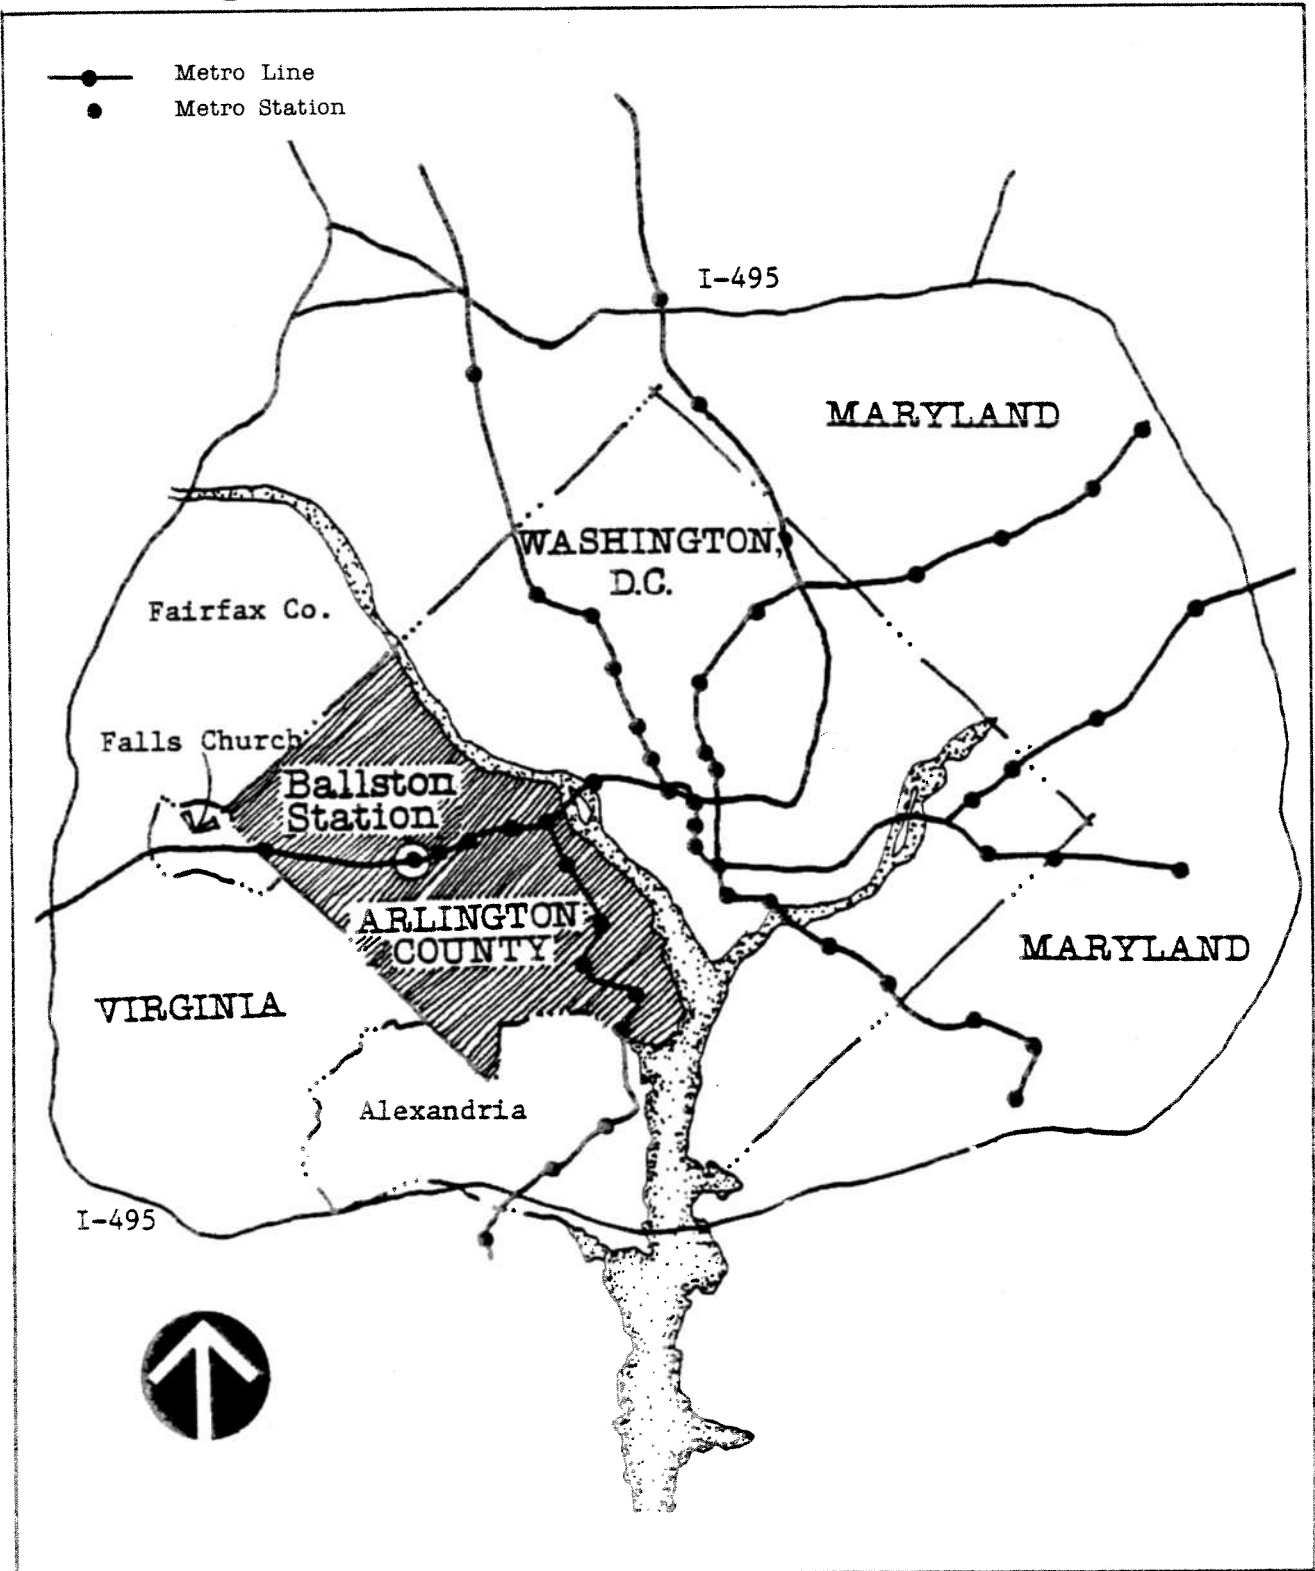 Metro Line
Metro Station
I-495
MARYLAND
WASHINGTON,
D.C.
Fairfax Co.
Falls Church
Ballston
Station
ARLINGTON
COUNTY
MARYLAND
VIRGINIA
Alexandria
I-495